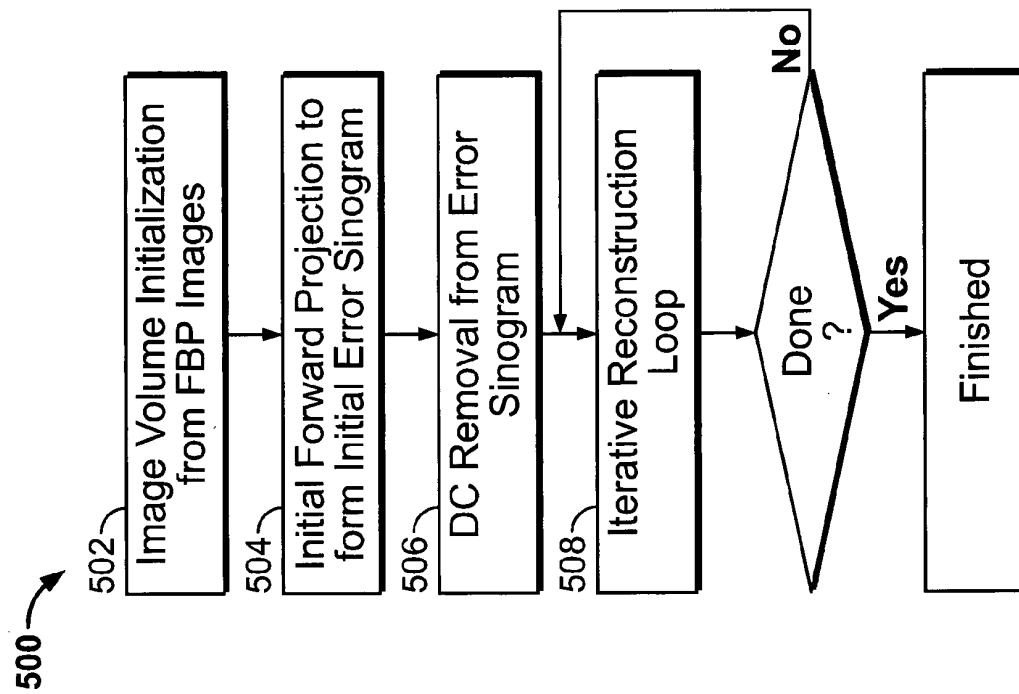 500
502
Image Volume Initialization
from FBP Images
504
Initial Forward Projection to
form Initial Error Sinogram
506
DC Removal from Error
Sinogram
508
Iterative Reconstruction
Loop
Done
?
No
Yes
Finished